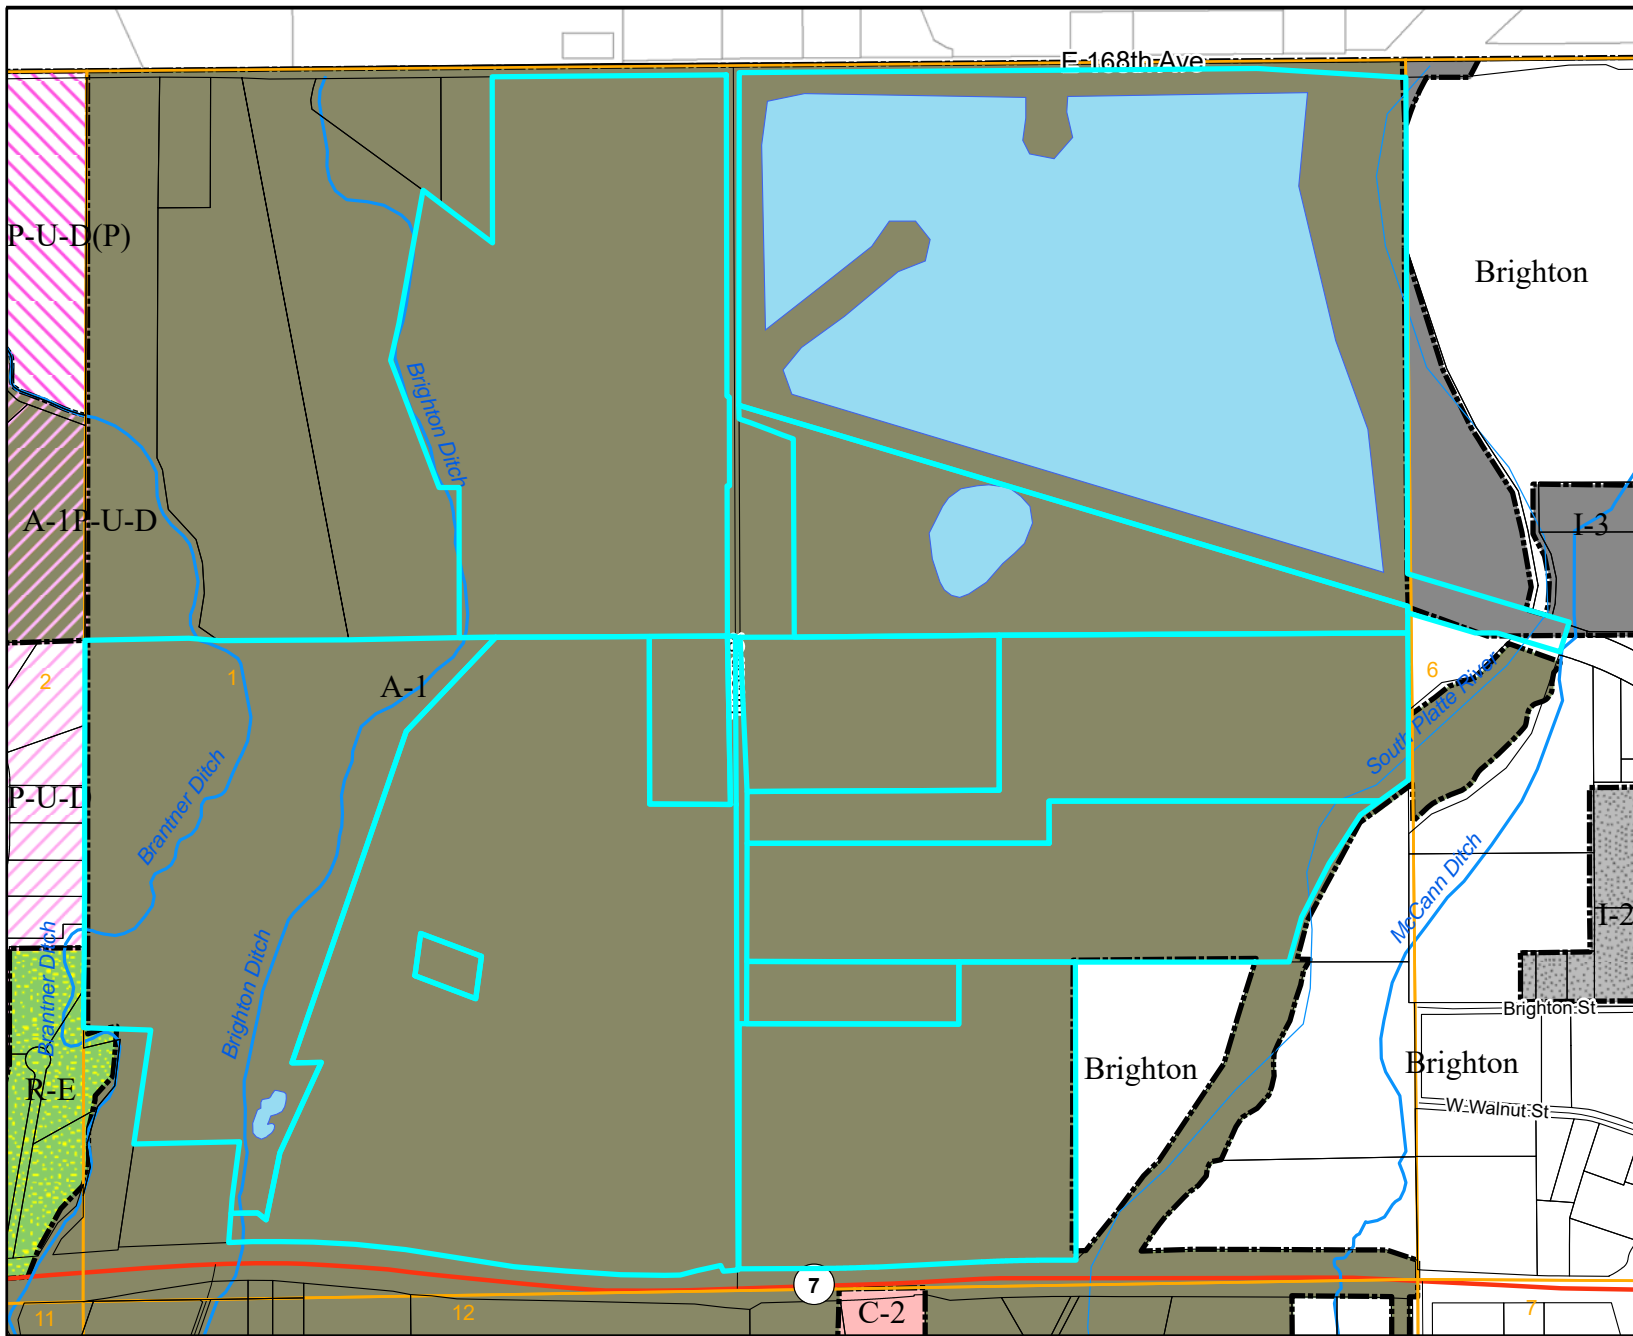 E 168th Ave
P-U-D(P)
Brighton
Brighton Ditch
A-1P-U-D
I-3
2
1
A-1
6
South Platte River
P-U-D
Brantner Ditch
McCann Ditch
I-2
Brantner Ditch
Brighton Ditch
Brighton St
Brighton
Brighton
R-E
W Walnut St
7
11
12
C-2
7